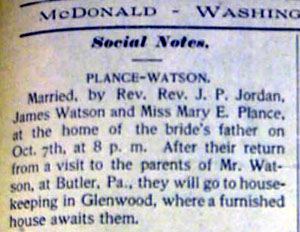 McDONALD - WASHING
Social Notes.
PLANCE-WATSON.
Married, by Rev. Rev. J. P. Jordan,
James Watson and Miss Mary E. Plance,
at the home of the bride's father on
Oct. 7th, at 8 p. m. After their return
from a visit to the parents of Mr. Wat-
son, at Butler, Pa., they will go to house-
keeping in Glenwood, where a furnished
house awaits them.